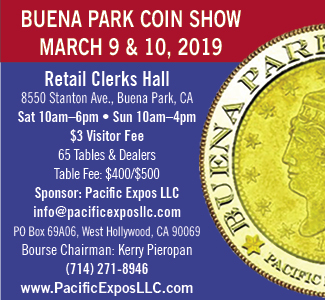 BUENA PARK COIN SHOW
MARCH 9 & 10, 2019
Retail Clerks Hall
8550 Stanton Ave., Buena Park, CA
Sat 10am–6pm • Sun 10am–4pm
$3 Visitor Fee
65 Tables & Dealers
Table Fee: $400/$500
Sponsor: Pacific Expos LLC
info@pacificexposllc.com
PO Box 69A06, West Hollywood, CA 90069
Bourse Chairman: Kerry Pieropan
(714) 271-8946
www.PacificExposLLC.com
BUENA PARK
PACIFIC